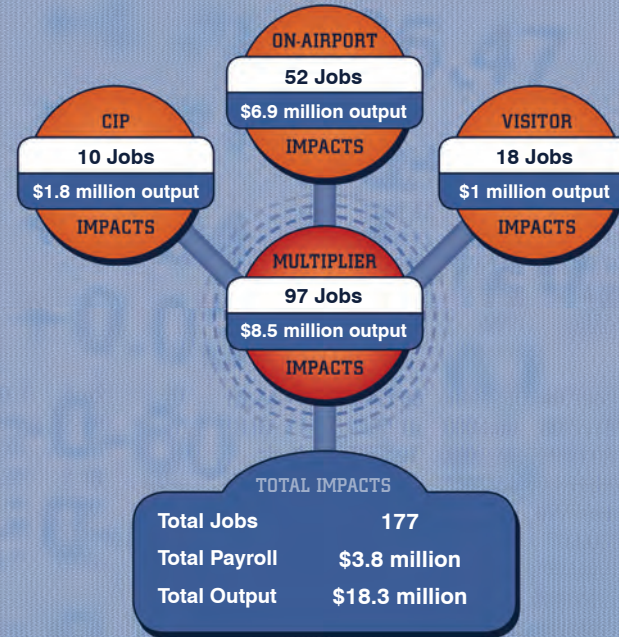 ON-AIRPORT
52 Jobs
$6.9 million output
IMPACTS
CIP
10 Jobs
$1.8 million output
IMPACTS
VISITOR
18 Jobs
$1 million output
IMPACTS
MULTIPLIER
97 Jobs
$8.5 million output
IMPACTS
TOTAL IMPACTS
Total Jobs 177
Total Payroll $3.8 million
Total Output $18.3 million